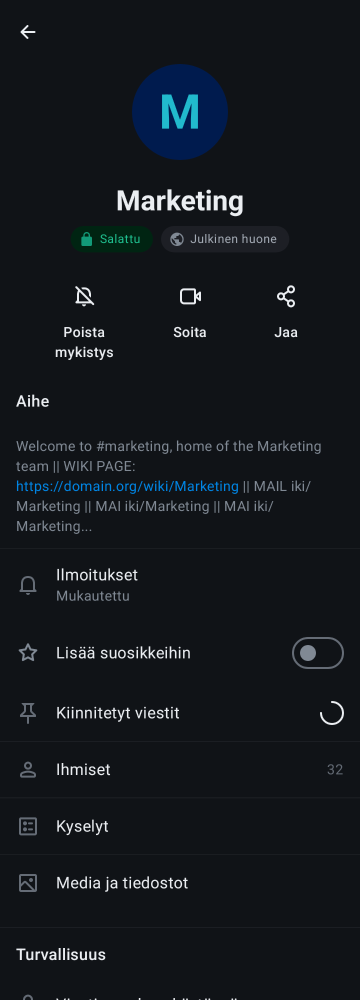 M
Marketing
Salattu
Julkinen huone
Poista
mykistys
Soita
Jaa
Aihe
Welcome to #marketing, home of the Marketing
team || WIKI PAGE:
https://domain.org/wiki/Marketing || MAIL iki/
Marketing || MAI iki/Marketing || MAI iki/
Marketing...
Ilmoitukset
Mukautettu
Lisää suosikkeihin
Kiinnitetyt viestit
Ihmiset
32
Kyselyt
Media ja tiedostot
Turvallisuus